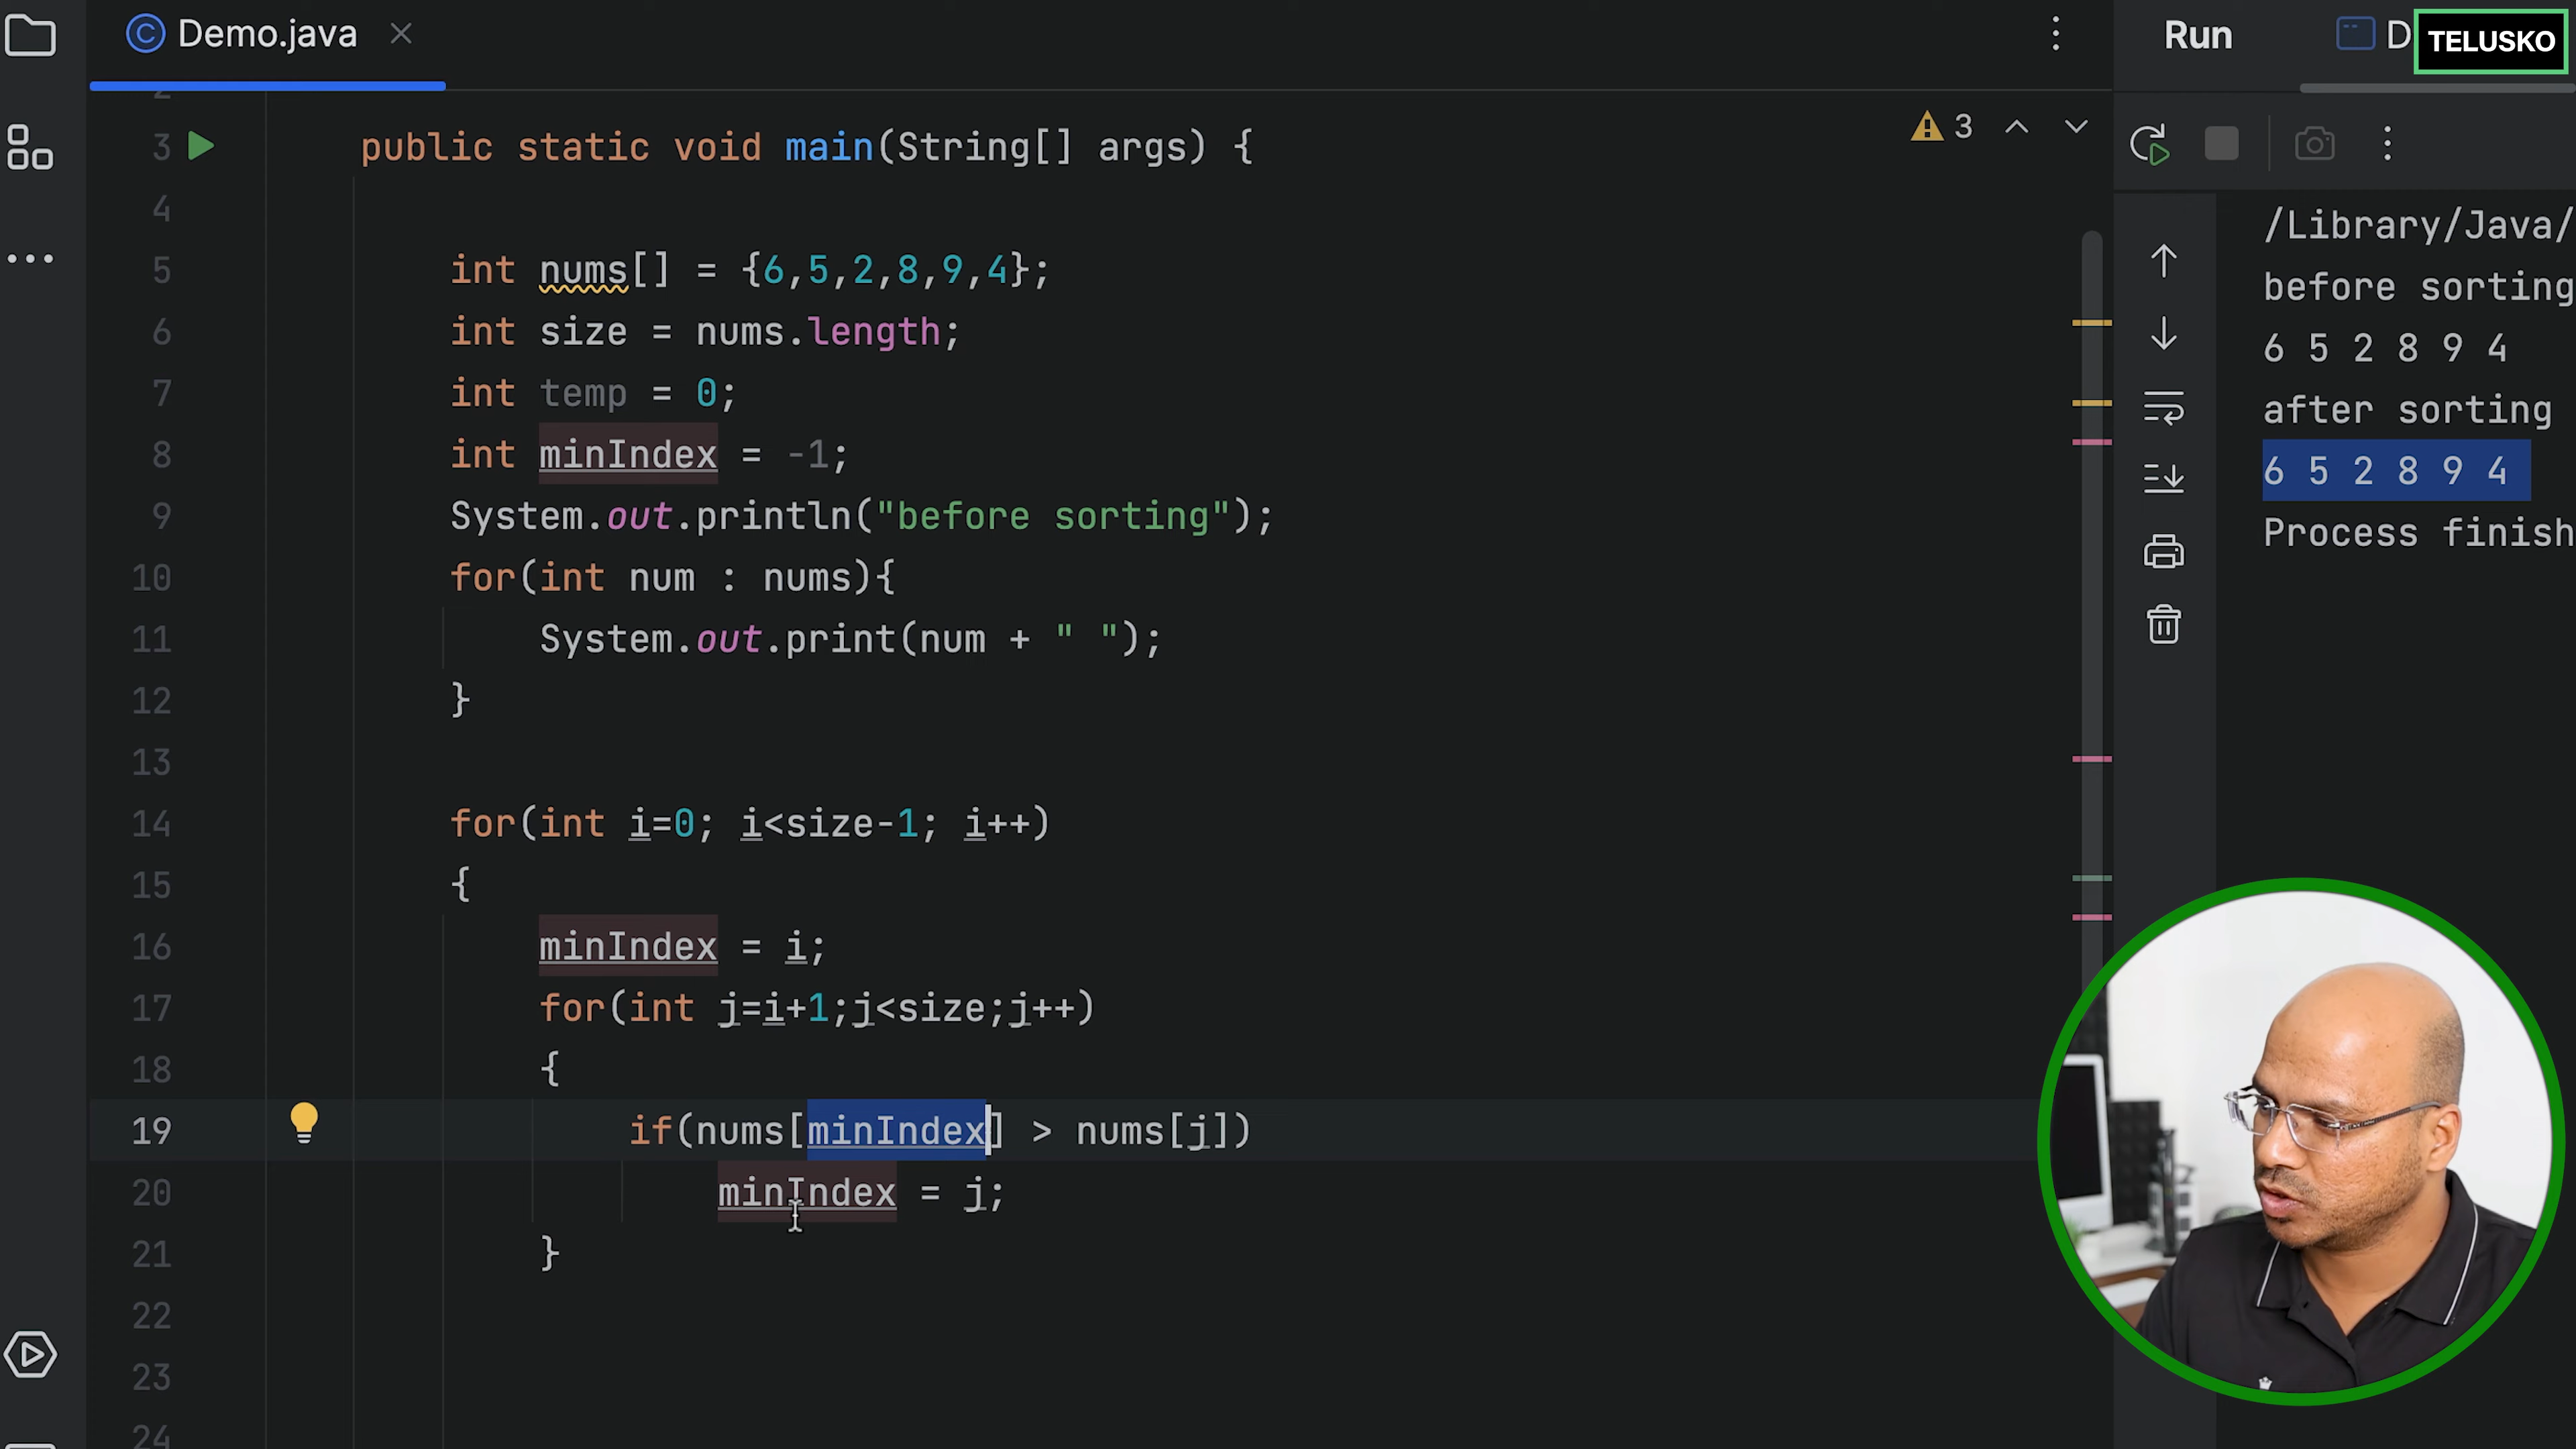 Demo.java
Run
D
TELUSKO
2
3 public static void main(String[] args) {
3
4
5 int nums[] = {6,5,2,8,9,4};
6 int size = nums.length;
7 int temp = 0;
8 int minIndex = -1;
9 System.out.println("before sorting");
10 for(int num : nums){
11 System.out.print(num + " ");
12 }
13
14 for(int i=0; i<size-1; i++)
15 {
16 minIndex = i;
17 for(int j=i+1;j<size;j++)
18 {
19 if(nums[minIndex] > nums[j])
20 minIndex = j;
21 }
22
23
24
/Library/Java/
before sorting
6 5 2 8 9 4
after sorting
6 5 2 8 9 4
Process finish